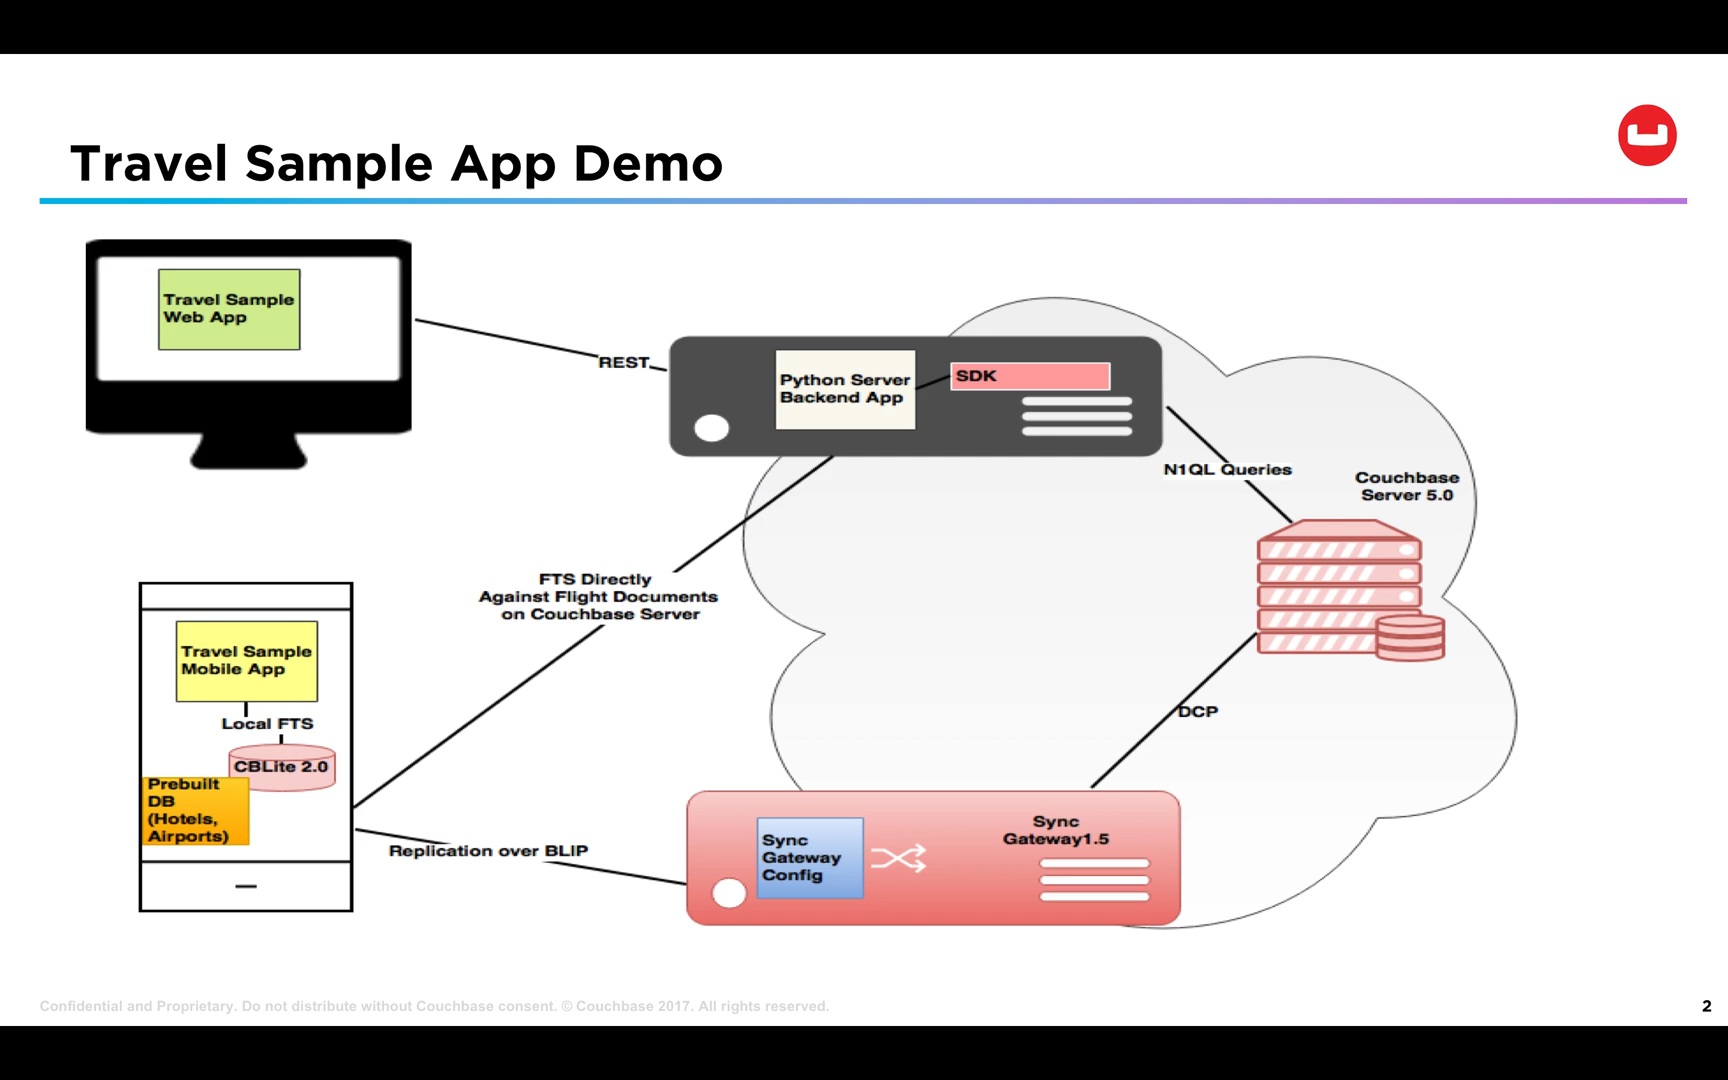 Travel Sample App Demo
Travel Sample
Web App
REST
Python Server
Backend App
SDK
N1QL Queries
Couchbase
Server 5.0
FTS Directly
Against Flight Documents
on Couchbase Server
Travel Sample
Mobile App
Local FTS
CBLite 2.0
Prebuilt
DB
(Hotels,
Airports)
DCP
Replication over BLIP
Sync
Gateway
Config
Sync
Gateway1.5
Confidential and Proprietary. Do not distribute without Couchbase consent. © Couchbase 2017. All rights reserved.
2